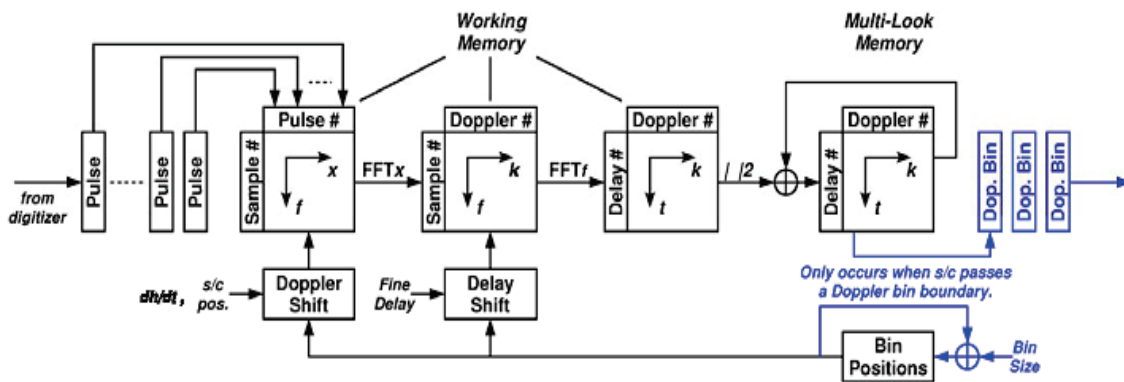 Working
Memory
Multi-Look
Memory
Pulse #
Doppler #
Doppler #
Doppler #
Pulse
Pulse
Pulse
Sample #
x
f
FFTx
Sample #
k
f
FFTf
Delay #
k
t
| |2
Delay #
k
t
Dop. Bin
Dop. Bin
Dop. Bin
from
digitizer
dh/dt,
s/c
pos.
Doppler
Shift
Fine
Delay
Delay
Shift
Only occurs when s/c passes
a Doppler bin boundary.
Bin
Positions
Bin
Size